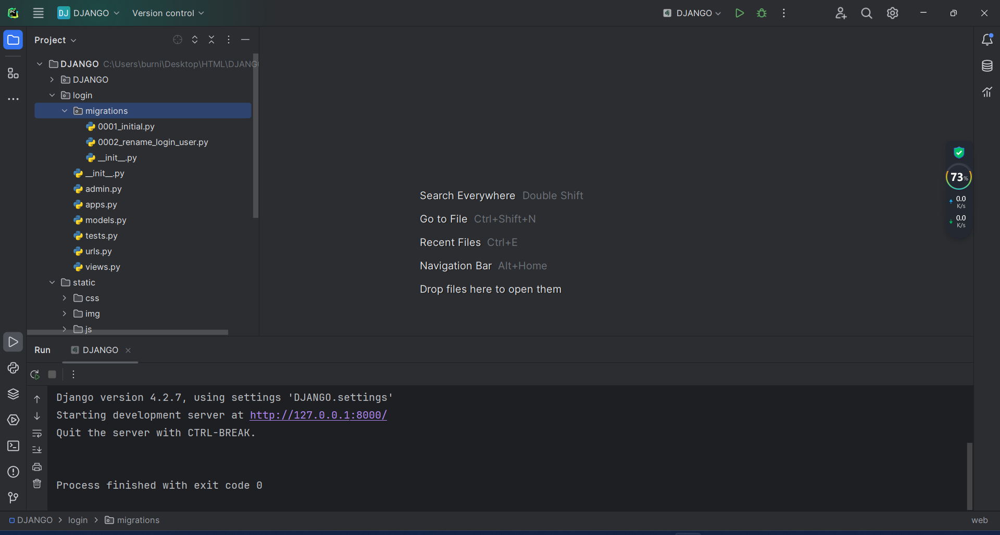 PC
DJ DJANGO
Version control
dj DJANGO
Project
DJANGO C:\Users\burni\Desktop\HTML\DJANG
DJANGO
login
migrations
0001_initial.py
0002_rename_login_user.py
__init__.py
__init__.py
admin.py
apps.py
models.py
tests.py
urls.py
views.py
static
css
img
js
Search Everywhere Double Shift
Go to File Ctrl+Shift+N
Recent Files Ctrl+E
Navigation Bar Alt+Home
Drop files here to open them
73%
0.0
K/s
0.0
K/s
Run
dj DJANGO
Django version 4.2.7, using settings 'DJANGO.settings'
Starting development server at http://127.0.0.1:8000/
Quit the server with CTRL-BREAK.
Process finished with exit code 0
DJANGO > login > migrations
web